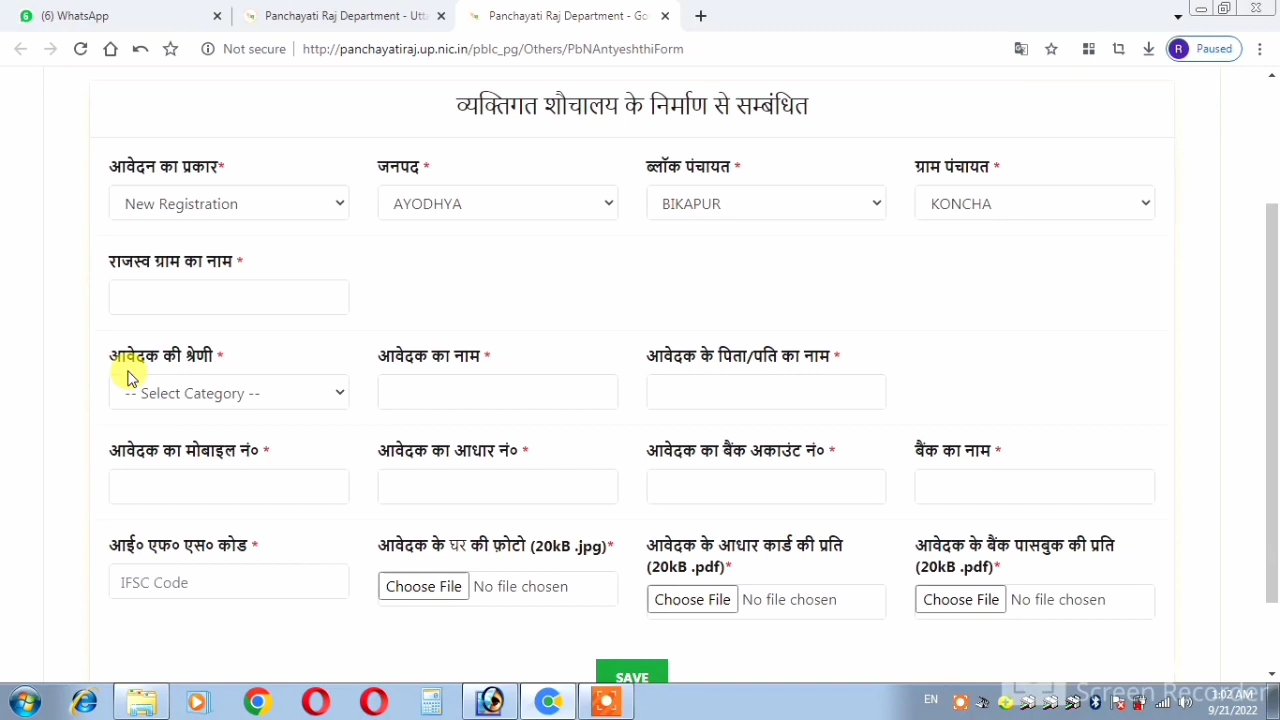 (6) WhatsApp
Panchayati Raj Department - Utta
Panchayati Raj Department - Go
Not secure
http://panchayatiraj.up.nic.in/pblc_pg/Others/PbNAntyeshthiForm
R Paused
व्यक्तिगत शौचालय के निर्माण से सम्बंधित
आवेदन का प्रकार* जनपद * ब्लॉक पंचायत * ग्राम पंचायत *
New Registration AYODHYA BIKAPUR KONCHA
राजस्व ग्राम का नाम *
आवेदक की श्रेणी * आवेदक का नाम * आवेदक के पिता/पति का नाम *
-- Select Category --
आवेदक का मोबाइल नं० * आवेदक का आधार नं० * आवेदक का बैंक अकाउंट नं० * बैंक का नाम *
आई० एफ० एस० कोड *
IFSC Code
आवेदक के घर की फ़ोटो (20kB .jpg)*
Choose File No file chosen
आवेदक के आधार कार्ड की प्रति
(20kB .pdf)*
Choose File No file chosen
आवेदक के बैंक पासबुक की प्रति
(20kB .pdf)*
Choose File No file chosen
SAVE
EN
Screen Recorder
1:02 AM
9/21/2022